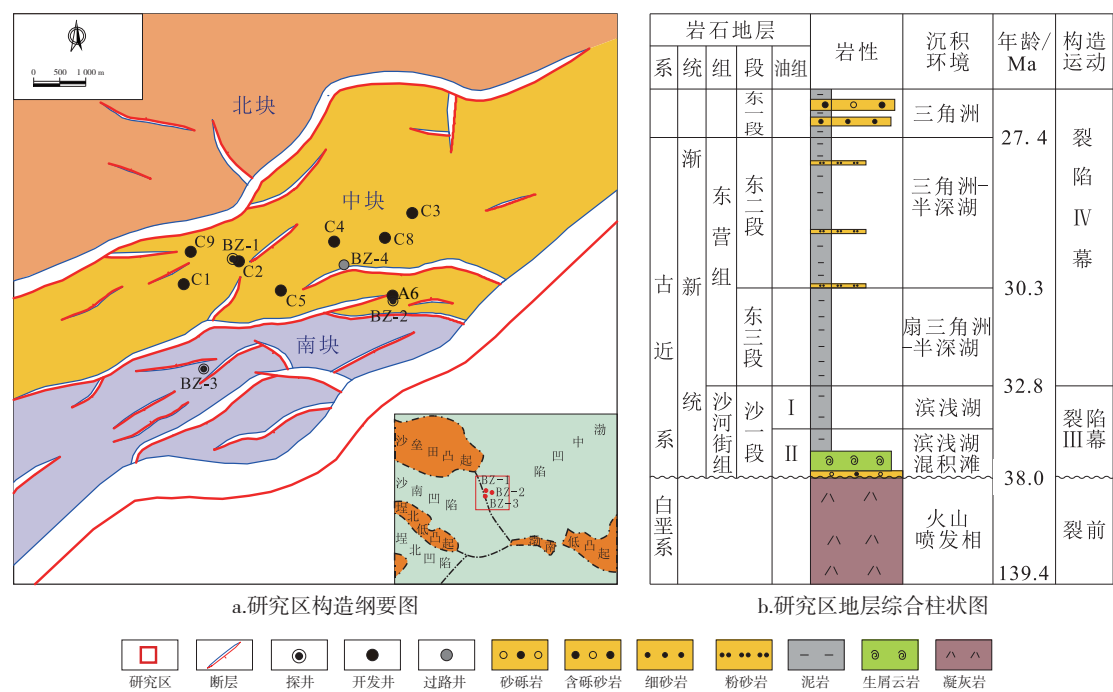 0 500 1 000 m
北块
中块
C3
C4
C8
C9
BZ-1
C2
BZ-4
C1
C5
A6
BZ-2
南块
BZ-3
沙垒田凸起
渤中凹陷
BZ-1
BZ-2
BZ-3
沙南凹陷
埕北低凸起
埕北凹陷
渤南低凸起
a.研究区构造纲要图
岩石地层
岩性
沉积环境
年龄/Ma
构造运动
系
统
组
段
油组
古近系
渐新统
东营组
东一段
三角洲
27.4
裂陷Ⅳ幕
东二段
三角洲-半深湖
30.3
东三段
扇三角洲-半深湖
32.8
沙河街组
沙一段
Ⅰ
滨浅湖
裂陷Ⅲ幕
Ⅱ
滨浅湖混积滩
38.0
白垩系
火山喷发相
裂前
139.4
b.研究区地层综合柱状图
研究区
断层
探井
开发井
过路井
砂砾岩
含砾砂岩
细砂岩
粉砂岩
泥岩
生屑云岩
凝灰岩